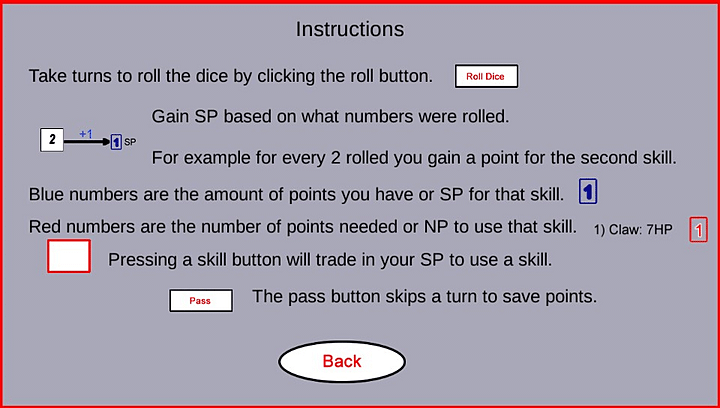 Instructions
Take turns to roll the dice by clicking the roll button. Roll Dice
Gain SP based on what numbers were rolled.
2 +1 1 SP
For example for every 2 rolled you gain a point for the second skill.
Blue numbers are the amount of points you have or SP for that skill. 1
Red numbers are the number of points needed or NP to use that skill. 1) Claw: 7HP 1
Pressing a skill button will trade in your SP to use a skill.
Pass The pass button skips a turn to save points.
Back